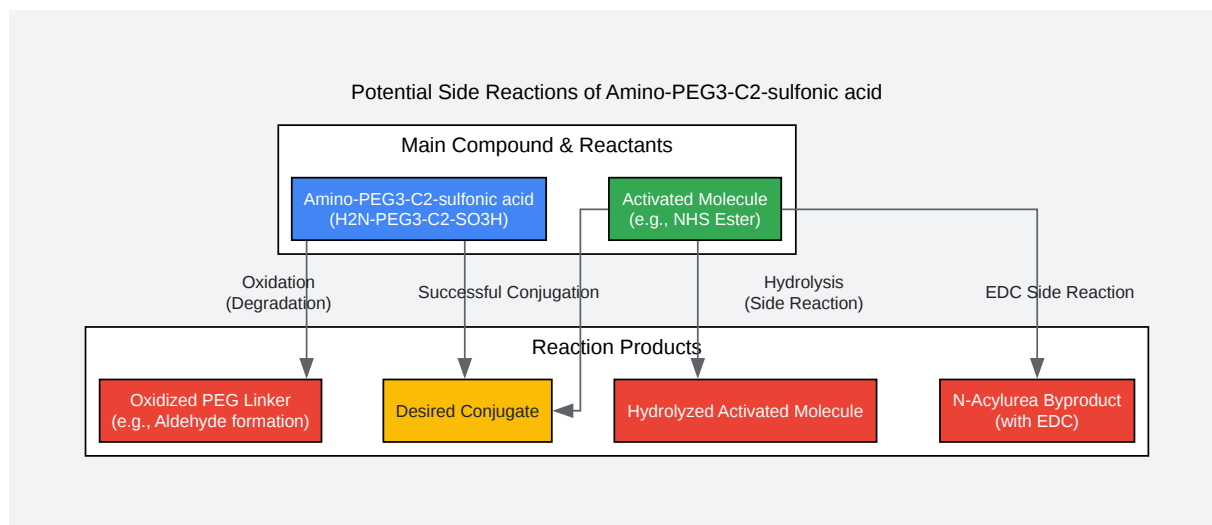 Potential Side Reactions of Amino-PEG3-C2-sulfonic acid
Main Compound & Reactants
Amino-PEG3-C2-sulfonic acid
(H2N-PEG3-C2-SO3H)
Activated Molecule
(e.g., NHS Ester)
Oxidation
(Degradation)
Successful Conjugation
Hydrolysis
(Side Reaction)
EDC Side Reaction
Reaction Products
Oxidized PEG Linker
(e.g., Aldehyde formation)
Desired Conjugate
Hydrolyzed Activated Molecule
N-Acylurea Byproduct
(with EDC)